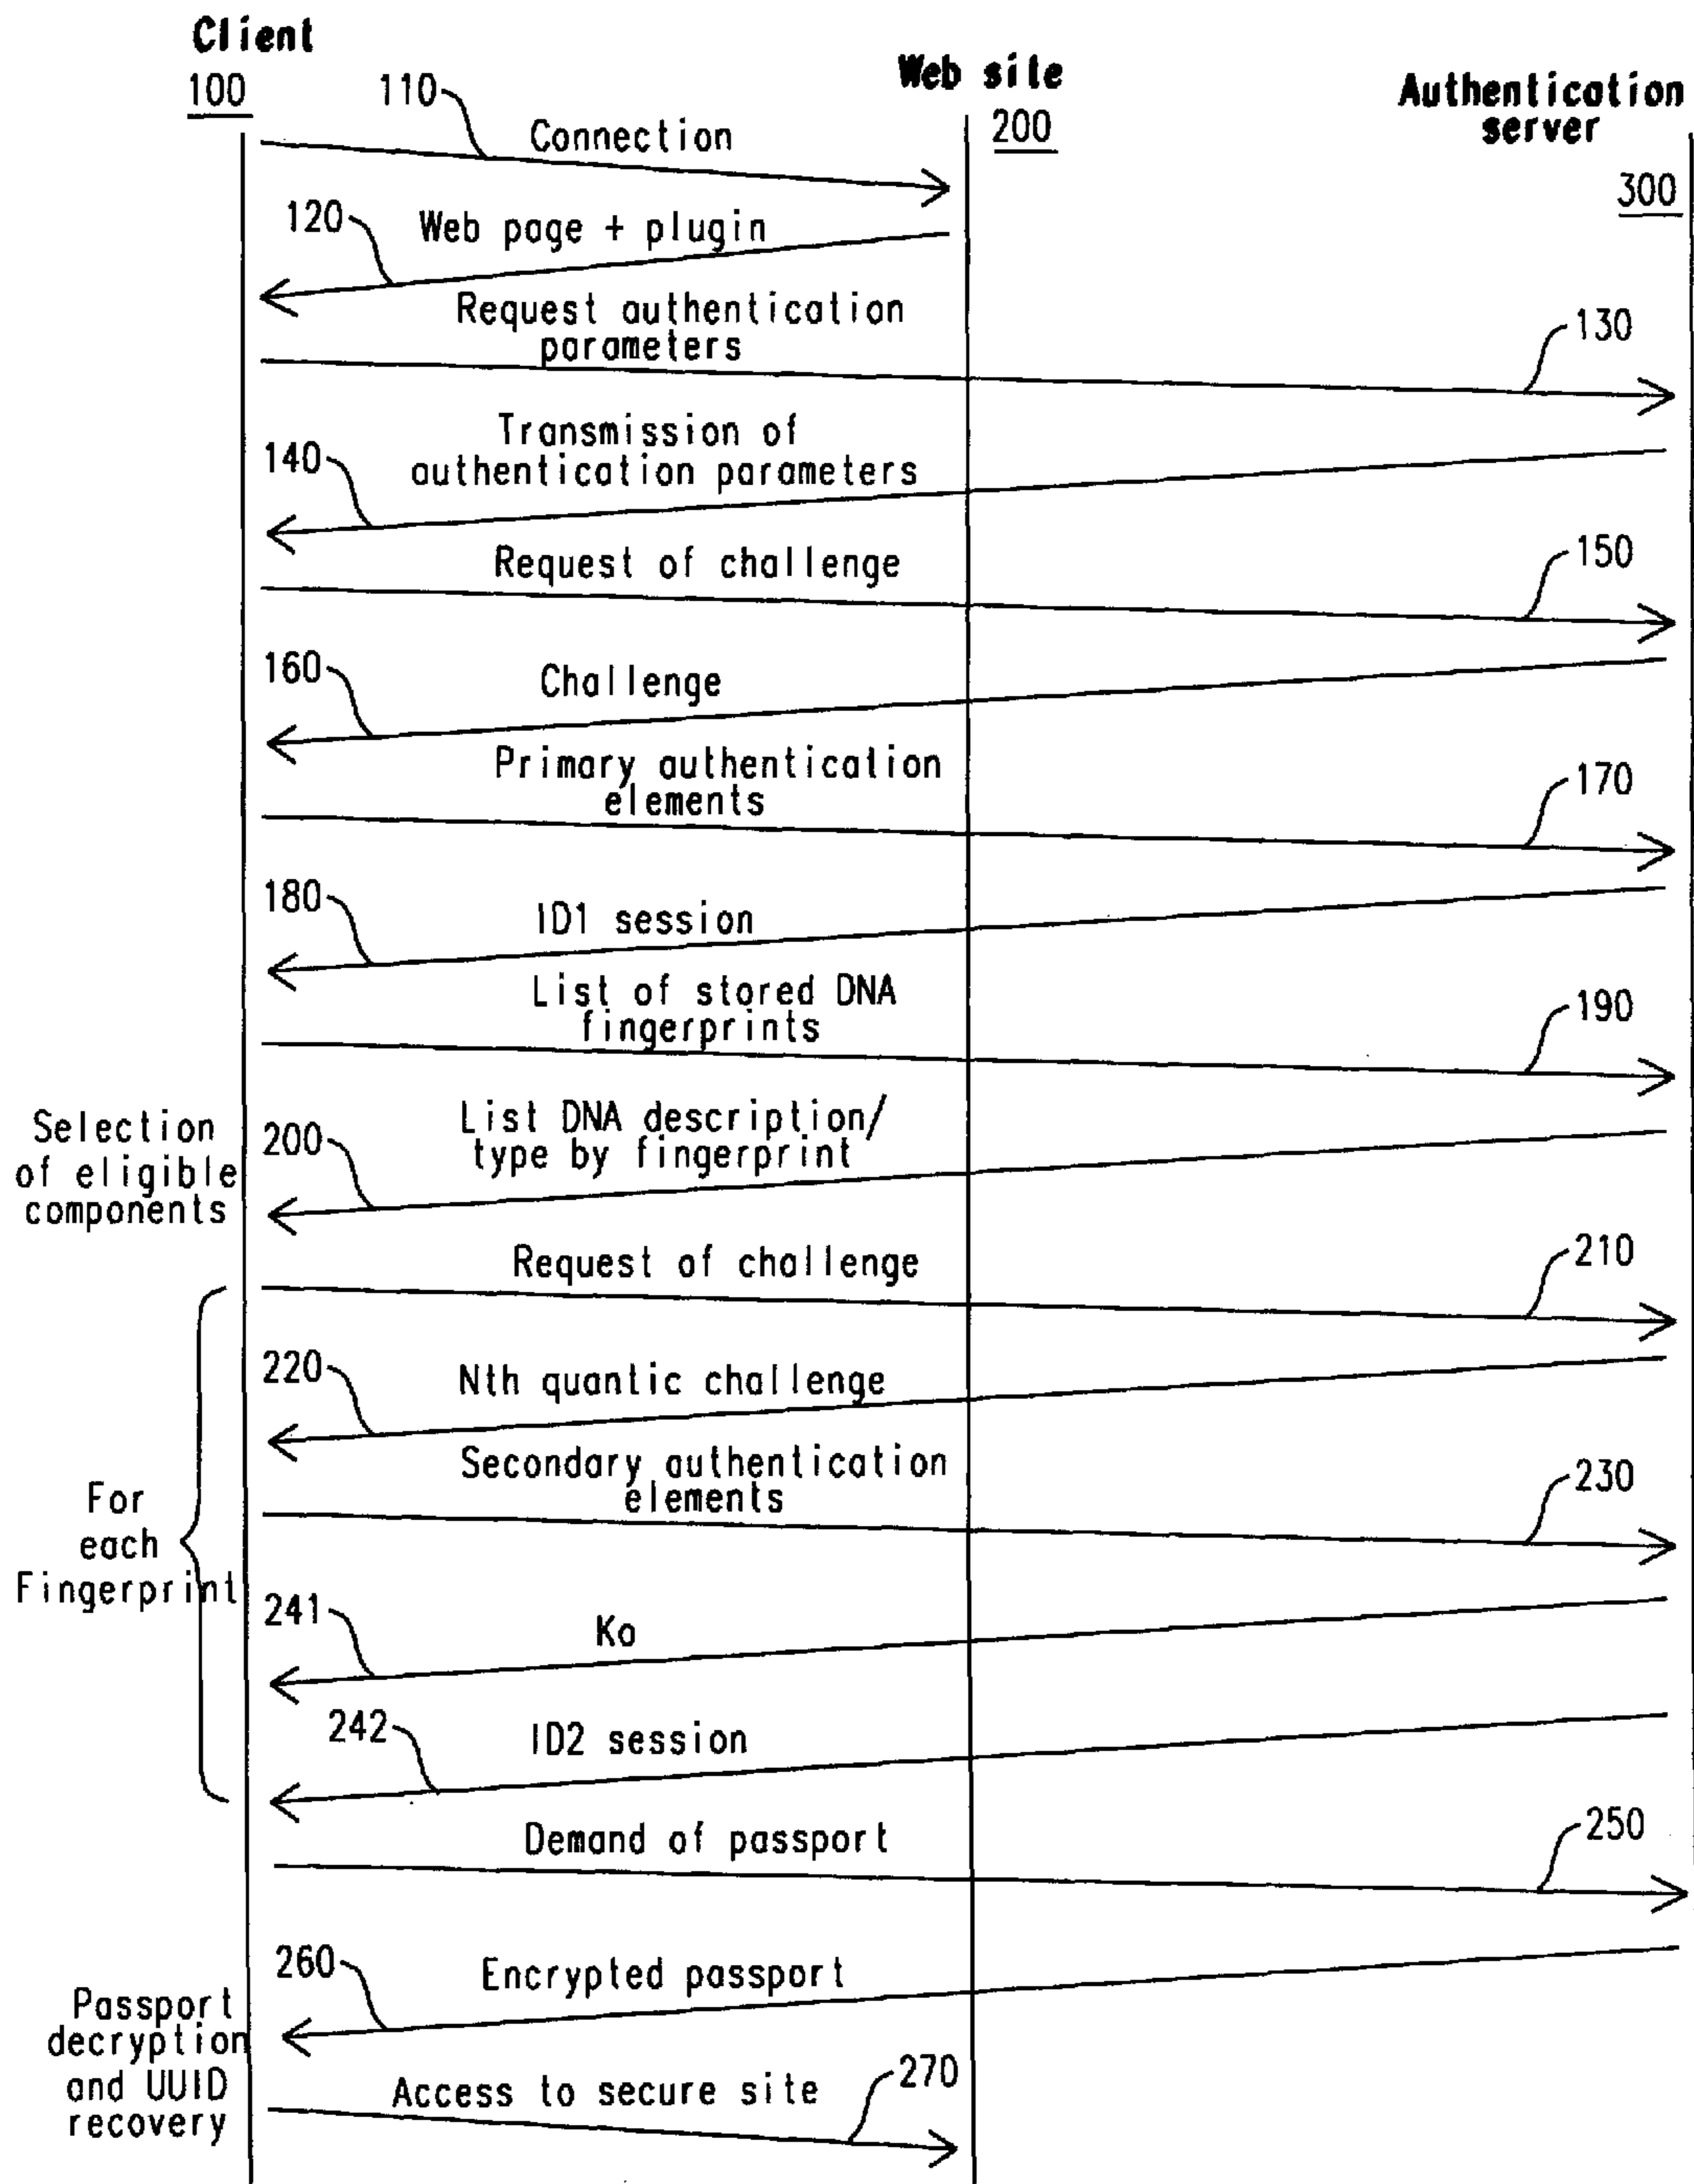 Client
100
Web site
200
Authentication
server
300
110
Connection
120
Web page + plugin
Request authentication
parameters
130
Transmission of
authentication parameters
140
Request of challenge
150
160
Challenge
Primary authentication
elements
170
180
ID1 session
List of stored DNA
fingerprints
190
Selection
of eligible
components
200
List DNA description/
type by fingerprint
Request of challenge
210
220
Nth quantic challenge
Secondary authentication
elements
230
For
each
Fingerprint
241
Ka
242
ID2 session
Demand of passport
250
260
Encrypted passport
Passport
decryption
and UUID
recovery
Access to secure site
270